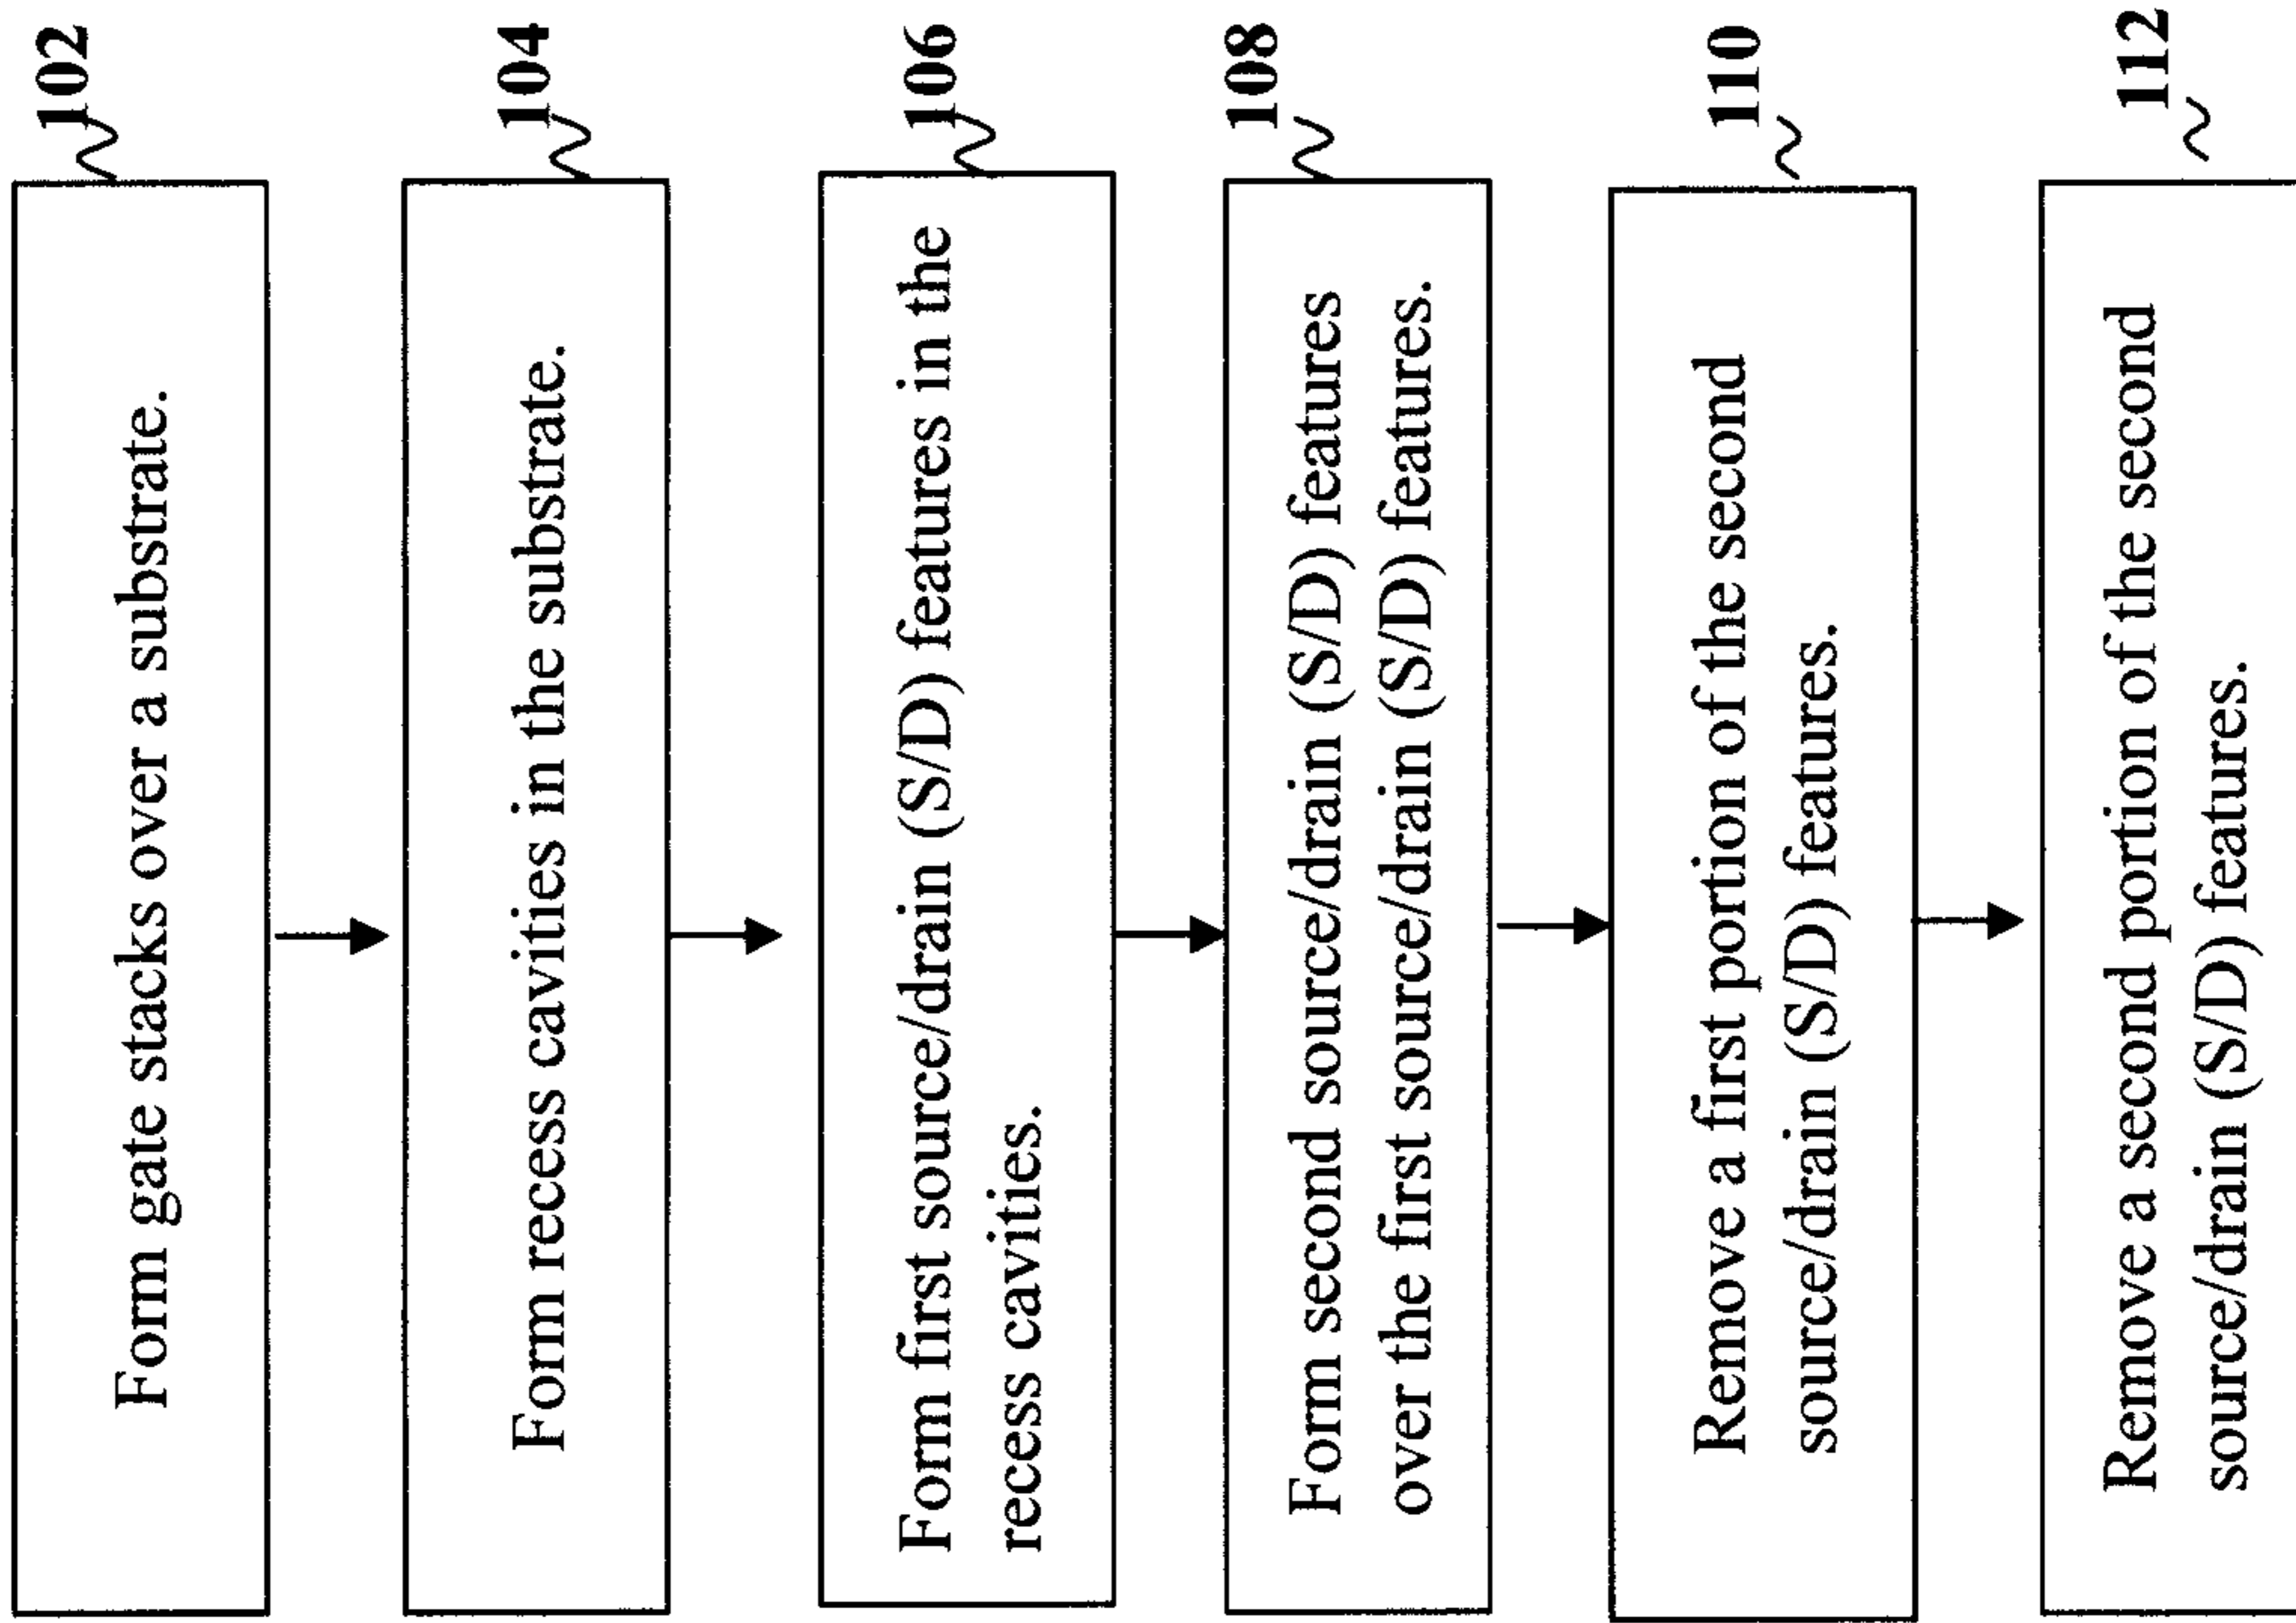 102
Form gate stacks over a substrate.
104
Form recess cavities in the substrate.
106
Form first source/drain (S/D) features in the
recess cavities.
108
Form second source/drain (S/D) features
over the first source/drain (S/D) features.
110
Remove a first portion of the second
source/drain (S/D) features.
112
Remove a second portion of the second
source/drain (S/D) features.